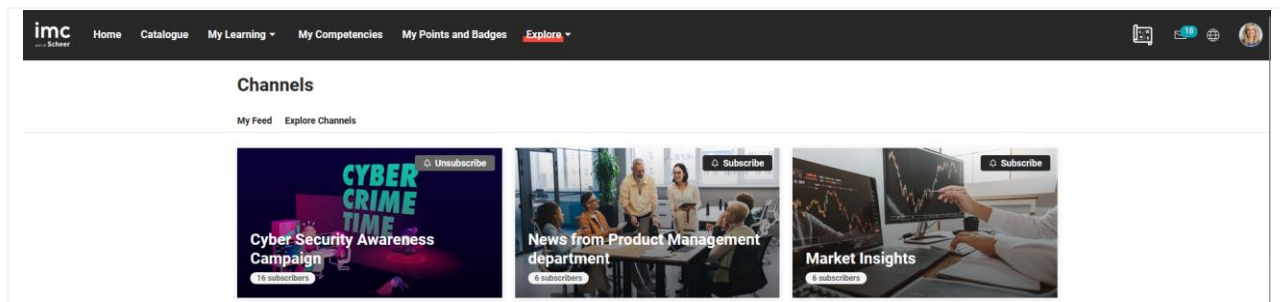 imc
Scheer
Home Catalogue My Learning My Competencies My Points and Badges Explore
18
Channels
My Feed Explore Channels
Unsubscribe
CYBER
CRIME
TIME
Cyber Security Awareness
Campaign
16 subscribers
Subscribe
News from Product Management
department
6 subscribers
Subscribe
Market Insights
6 subscribers